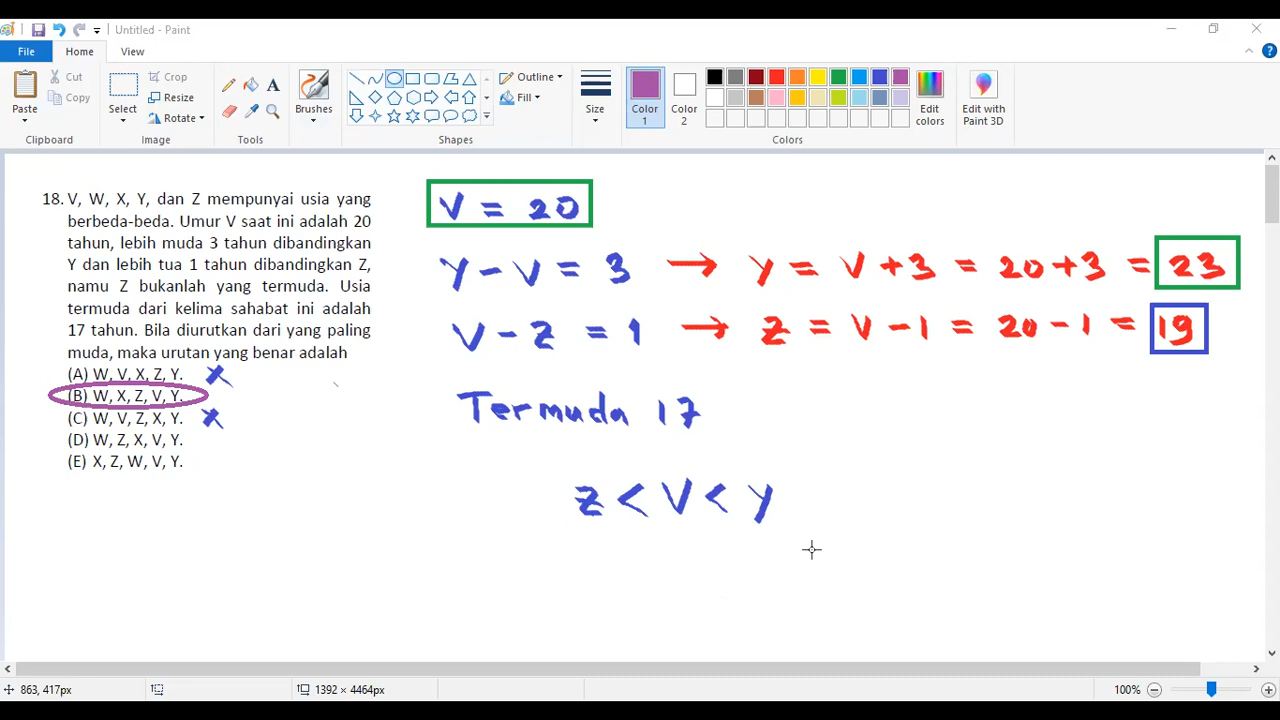 Untitled - Paint
File Home View
Paste
Cut
Copy
Clipboard
Select
Crop
Resize
Rotate
Image
A
Tools
Brushes
Outline
Fill
Shapes
Size
Color 1
Color 2
Edit colors
Edit with Paint 3D
Colors
18. V, W, X, Y, dan Z mempunyai usia yang
berbeda-beda. Umur V saat ini adalah 20
tahun, lebih muda 3 tahun dibandingkan
Y dan lebih tua 1 tahun dibandingkan Z,
namu Z bukanlah yang termuda. Usia
termuda dari kelima sahabat ini adalah
17 tahun. Bila diurutkan dari yang paling
muda, maka urutan yang benar adalah
(A) W, V, X, Z, Y. X
(B) W, X, Z, V, Y.
(C) W, V, Z, X, Y. X
(D) W, Z, X, V, Y.
(E) X, Z, W, V, Y.
V = 20
Y - V = 3 → Y = V + 3 = 20 + 3 = 23
V - Z = 1 → Z = V - 1 = 20 - 1 = 19
Termuda 17
Z < V < Y
863, 417px
1392 × 4464px
100%